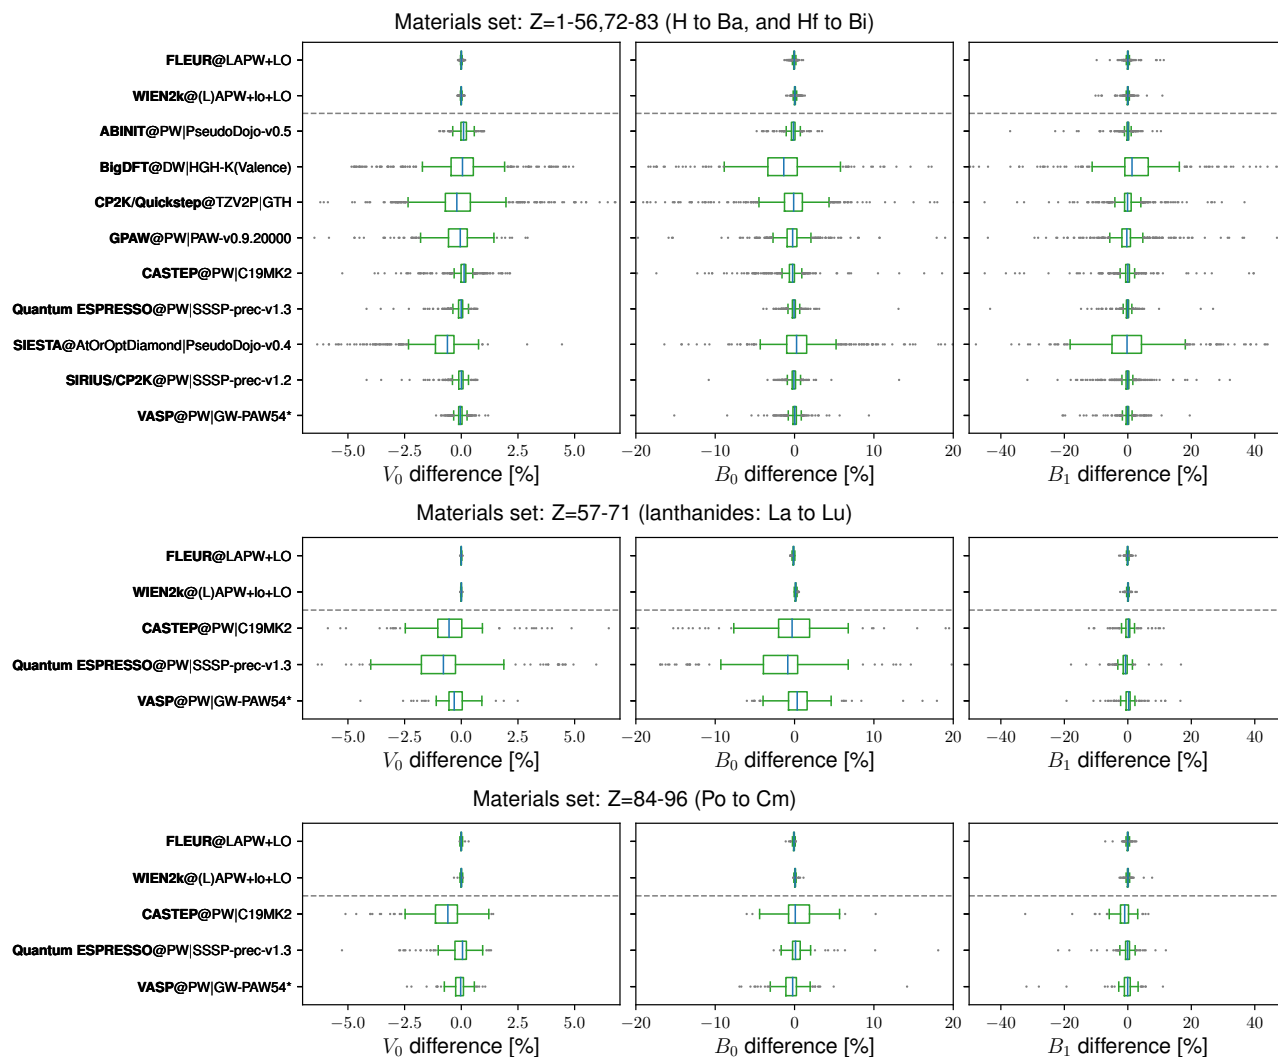 Materials set: Z=1-56,72-83 (H to Ba, and Hf to Bi)
FLEUR@LAPW+LO
WIEN2k@(L)APW+lo+LO
ABINIT@PW|PseudoDojo-v0.5
BigDFT@DW|HGH-K(Valence)
CP2K/Quickstep@TZV2P|GTH
GPAW@PW|PAW-v0.9.20000
CASTEP@PW|C19MK2
Quantum ESPRESSO@PW|SSSP-prec-v1.3
SIESTA@AtOrOptDiamond|PseudoDojo-v0.4
SIRIUS/CP2K@PW|SSSP-prec-v1.2
VASP@PW|GW-PAW54*
−5.0 −2.5 0.0 2.5 5.0 −20 −10 0 10 20 −40 −20 0 20 40
V0 difference [%] B0 difference [%] B1 difference [%]
Materials set: Z=57-71 (lanthanides: La to Lu)
FLEUR@LAPW+LO
WIEN2k@(L)APW+lo+LO
CASTEP@PW|C19MK2
Quantum ESPRESSO@PW|SSSP-prec-v1.3
VASP@PW|GW-PAW54*
−5.0 −2.5 0.0 2.5 5.0 −20 −10 0 10 20 −40 −20 0 20 40
V0 difference [%] B0 difference [%] B1 difference [%]
Materials set: Z=84-96 (Po to Cm)
FLEUR@LAPW+LO
WIEN2k@(L)APW+lo+LO
CASTEP@PW|C19MK2
Quantum ESPRESSO@PW|SSSP-prec-v1.3
VASP@PW|GW-PAW54*
−5.0 −2.5 0.0 2.5 5.0 −20 −10 0 10 20 −40 −20 0 20 40
V0 difference [%] B0 difference [%] B1 difference [%]